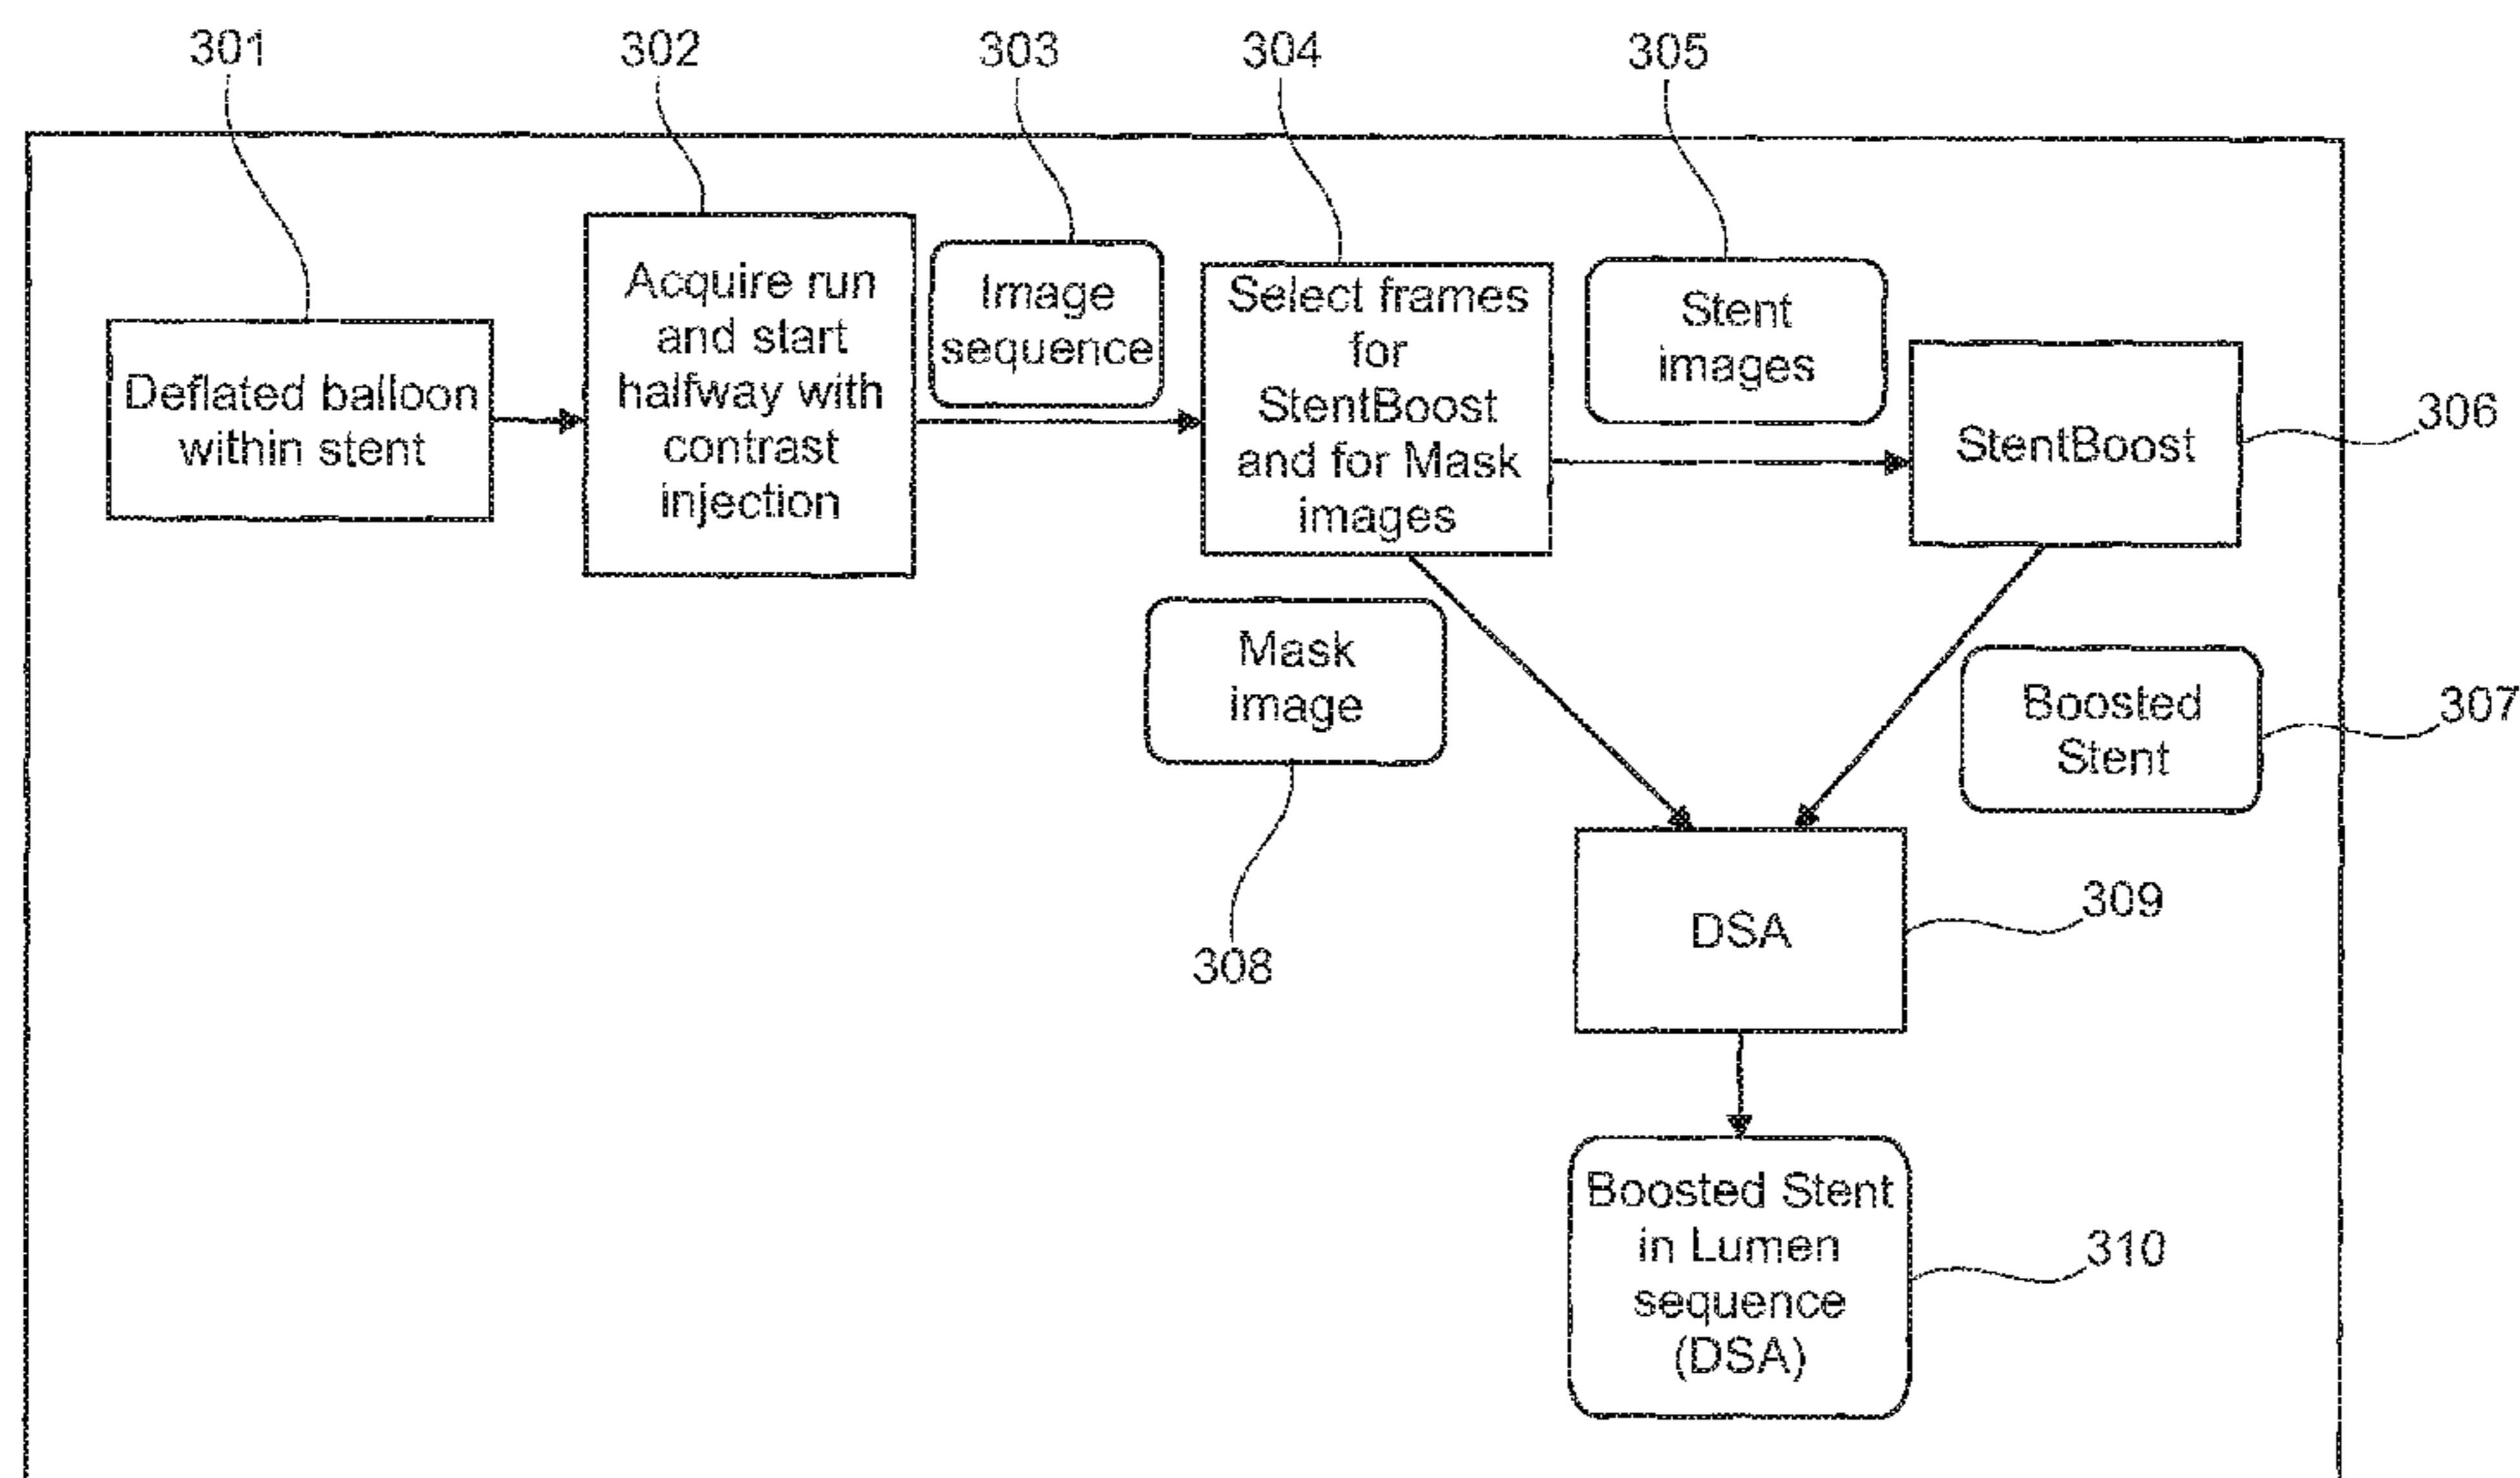 301
302
303
304
305
Deflated balloon
within stent
Acquire run
and start
halfway with
contrast
injection
Image
sequence
Select frames
for
StentBoost
and for Mask
images
Stent
images
StentBoost
306
Mask
image
308
Boosted
Stent
307
DSA
309
Boosted Stent
in Lumen
sequence
(DSA)
310